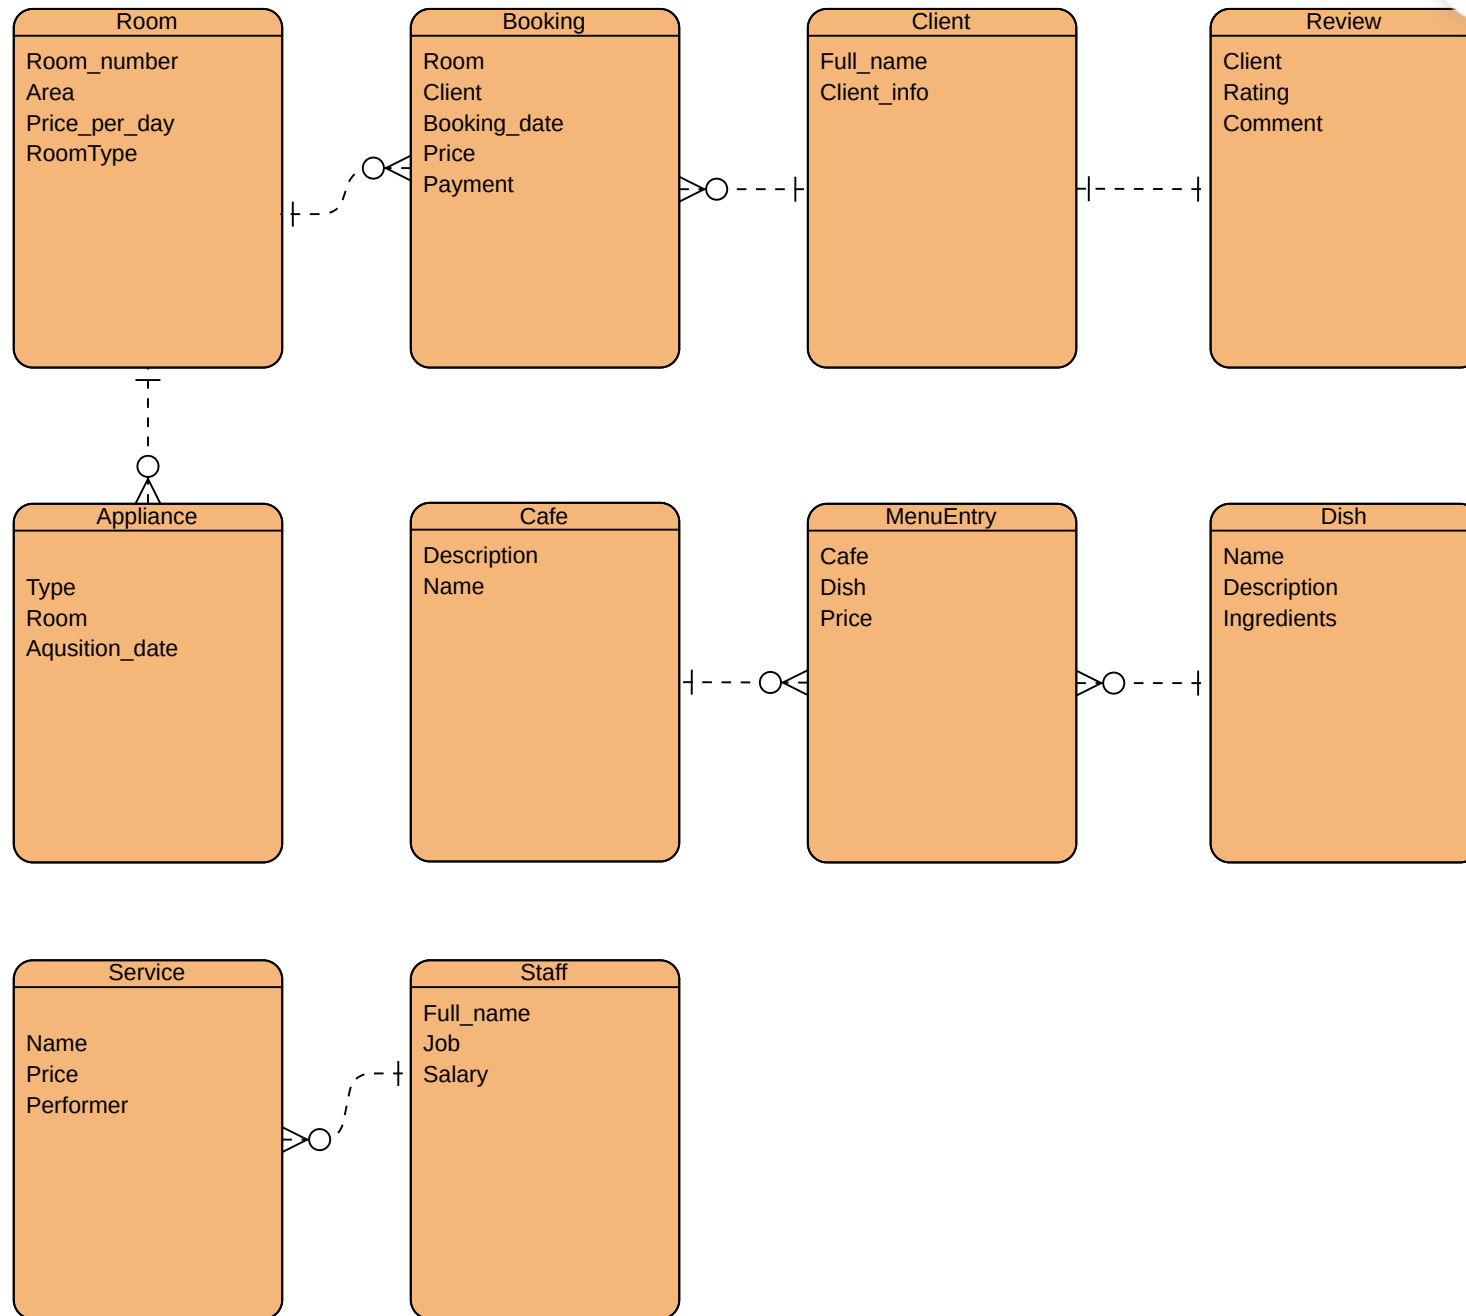 Room
Room_number
Area
Price_per_day
RoomType
Booking
Room
Client
Booking_date
Price
Payment
Client
Full_name
Client_info
Review
Client
Rating
Comment
Appliance
Type
Room
Aqusition_date
Cafe
Description
Name
MenuEntry
Cafe
Dish
Price
Dish
Name
Description
Ingredients
Service
Name
Price
Performer
Staff
Full_name
Job
Salary